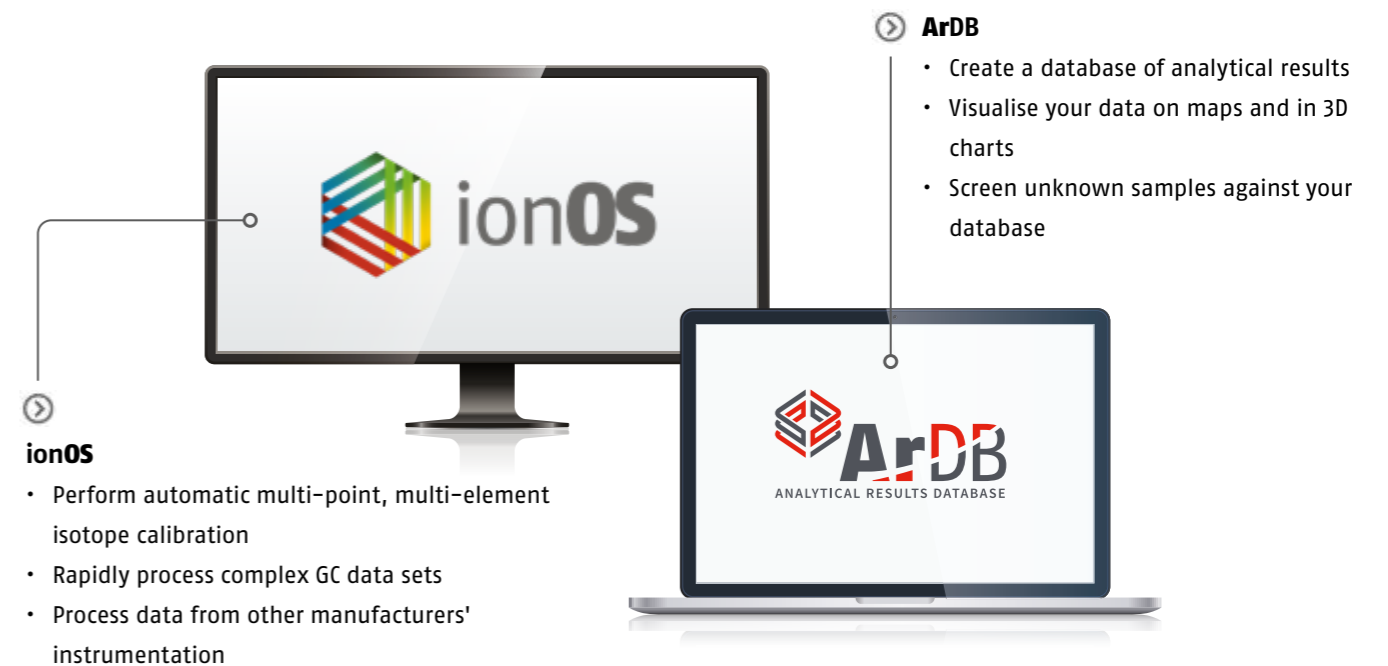 ArDB
• Create a database of analytical results
• Visualise your data on maps and in 3D
charts
• Screen unknown samples against your
database
ionOS
ArDB
ANALYTICAL RESULTS DATABASE
ionOS
• Perform automatic multi-point, multi-element
isotope calibration
• Rapidly process complex GC data sets
• Process data from other manufacturers'
instrumentation